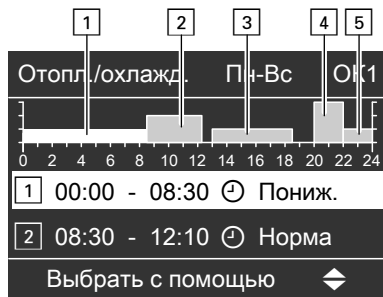 1 2 3 4 5
Отопл./охлажд. Пн-Вс ОК1
0 2 4 6 8 10 12 14 16 18 20 22 24
1 00:00 - 08:30 Пониж.
2 08:30 - 12:10 Норма
Выбрать с помощью